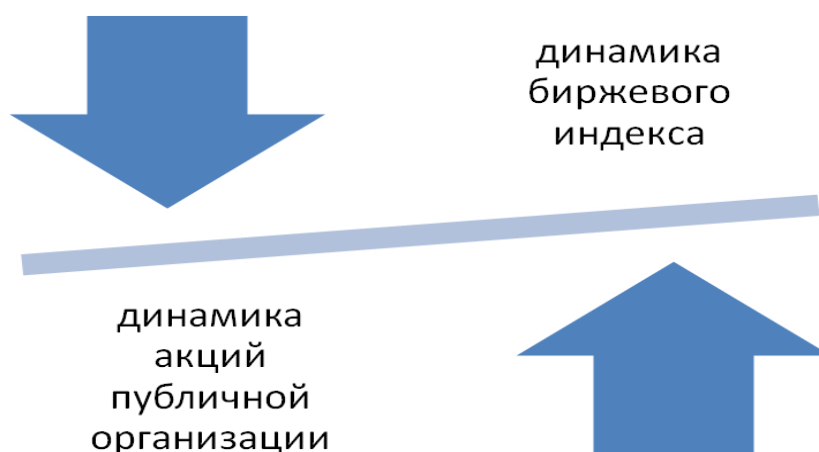 динамика
биржевого
индекса
динамика
акций
публичной
организации